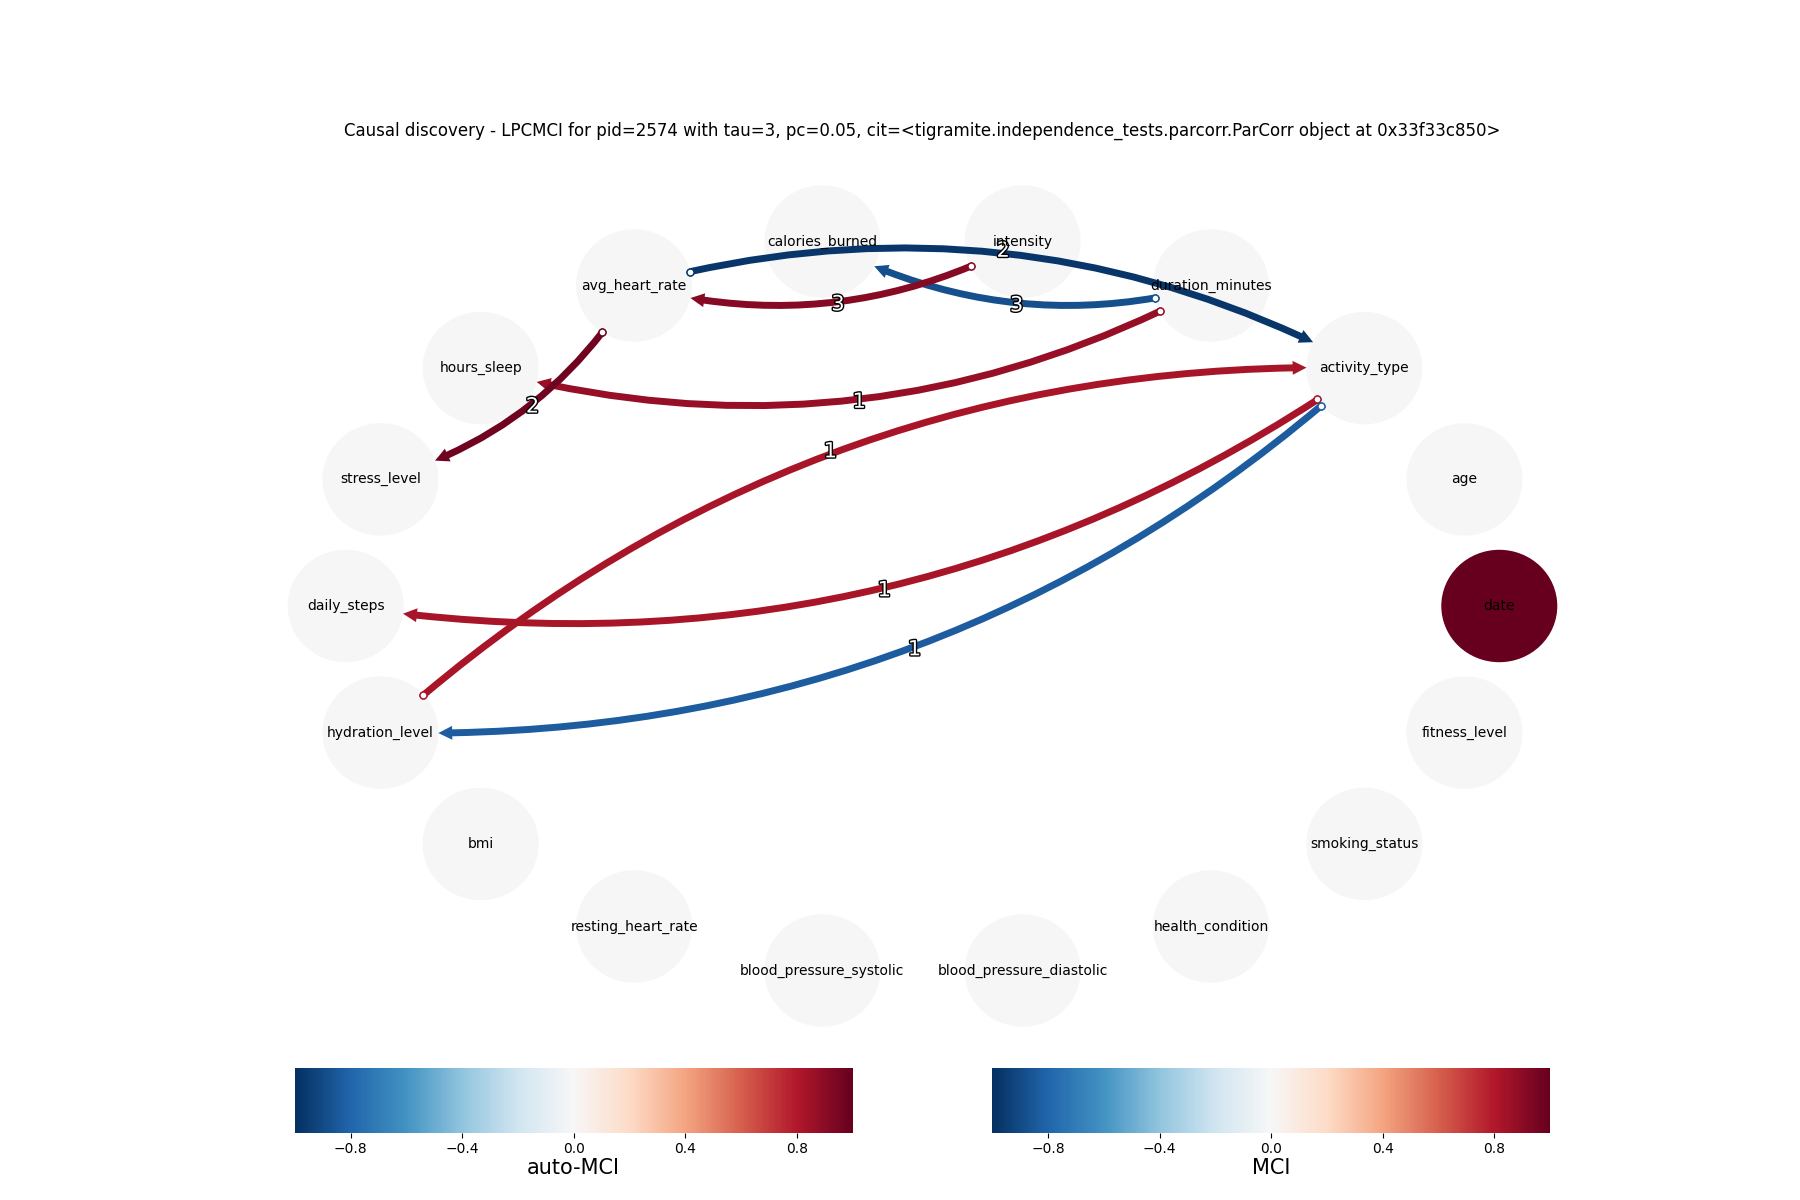 Causal discovery - LPCMCI for pid=2574 with tau=3, pc=0.05, cit=<tigramite.independence_tests.parcorr.ParCorr object at 0x33f33c850>
calories_burned
intensity
2
avg_heart_rate
duration_minutes
3
3
hours_sleep
activity_type
1
2
1
stress_level
age
1
daily_steps
date
1
hydration_level
fitness_level
bmi
smoking_status
resting_heart_rate
health_condition
blood_pressure_systolic
blood_pressure_diastolic
−0.8 −0.4 0.0 0.4 0.8
auto-MCI
−0.8 −0.4 0.0 0.4 0.8
MCI